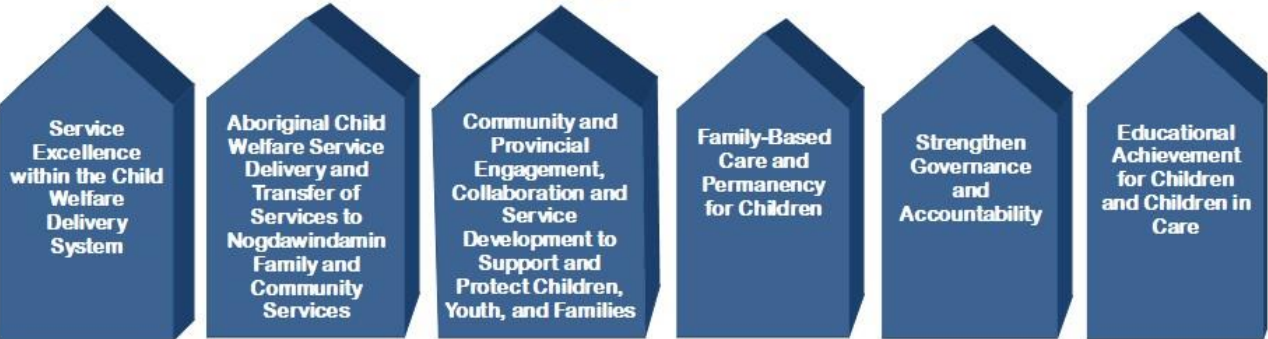 Service
Excellence
within the Child
Welfare
Delivery
System
Aboriginal Child
Welfare Service
Delivery and
Transfer of
Services to
Nogdawindamin
Family and
Community
Services
Community and
Provincial
Engagement,
Collaboration and
Service
Development to
Support and
Protect Children,
Youth, and Families
Family-Based
Care and
Permanency
for Children
Strengthen
Governance
and
Accountability
Educational
Achievement
for Children
and Children in
Care